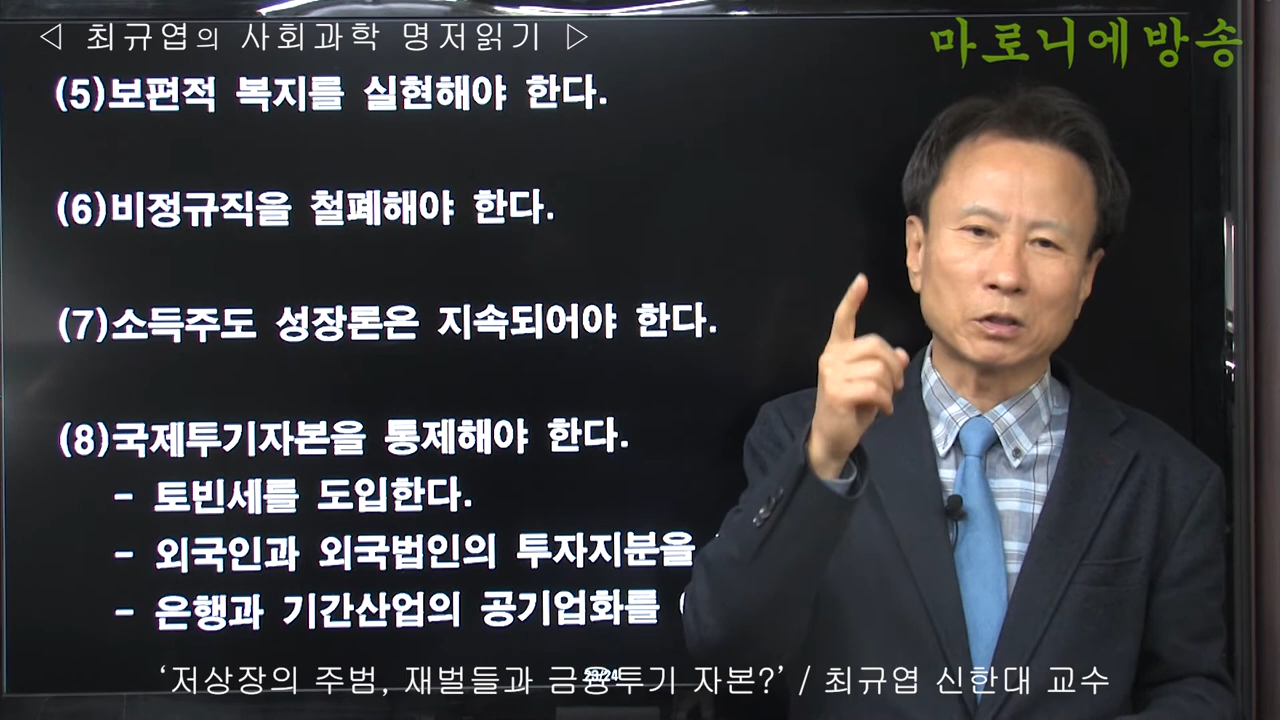 ◁ 최규엽의 사회과학 명저읽기 ▷
마로니에방송
(5)보편적 복지를 실현해야 한다.
(6)비정규직을 철폐해야 한다.
(7)소득주도 성장론은 지속되어야 한다.
(8)국제투기자본을 통제해야 한다.
- 토빈세를 도입한다.
- 외국인과 외국법인의 투자지분을
- 은행과 기간산업의 공기업화를
‘저상장의 주범, 재벌들과 금융투기 자본?’ / 최규엽 신한대 교수